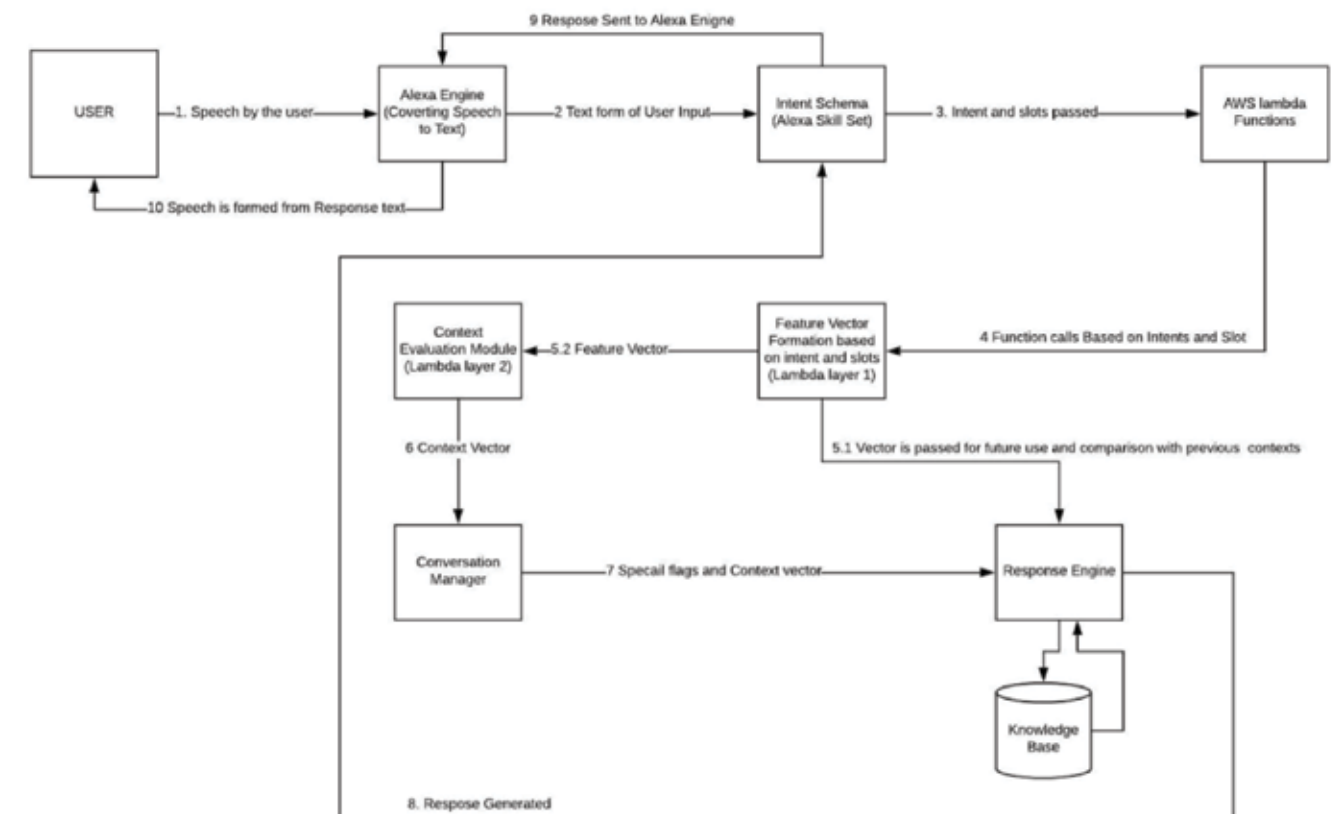 9 Respose Sent to Alexa Enigne
USER
1. Speech by the user
Alexa Engine
(Coverting Speech
to Text)
2 Text form of User Input
Intent Schema
(Alexa Skill Set)
3. Intent and slots passed
AWS lambda
Functions
10 Speech is formed from Response text
Context
Evaluation Module
(Lambda layer 2)
5.2 Feature Vector
Feature Vector
Formation based
on intent and slots
(Lambda layer 1)
4 Function calls Based on Intents and Slot
6 Context Vector
5.1 Vector is passed for future use and comparison with previous contexts
Conversation
Manager
7 Specail flags and Context vector
Response Engine
Knowledge
Base
8. Respose Generated